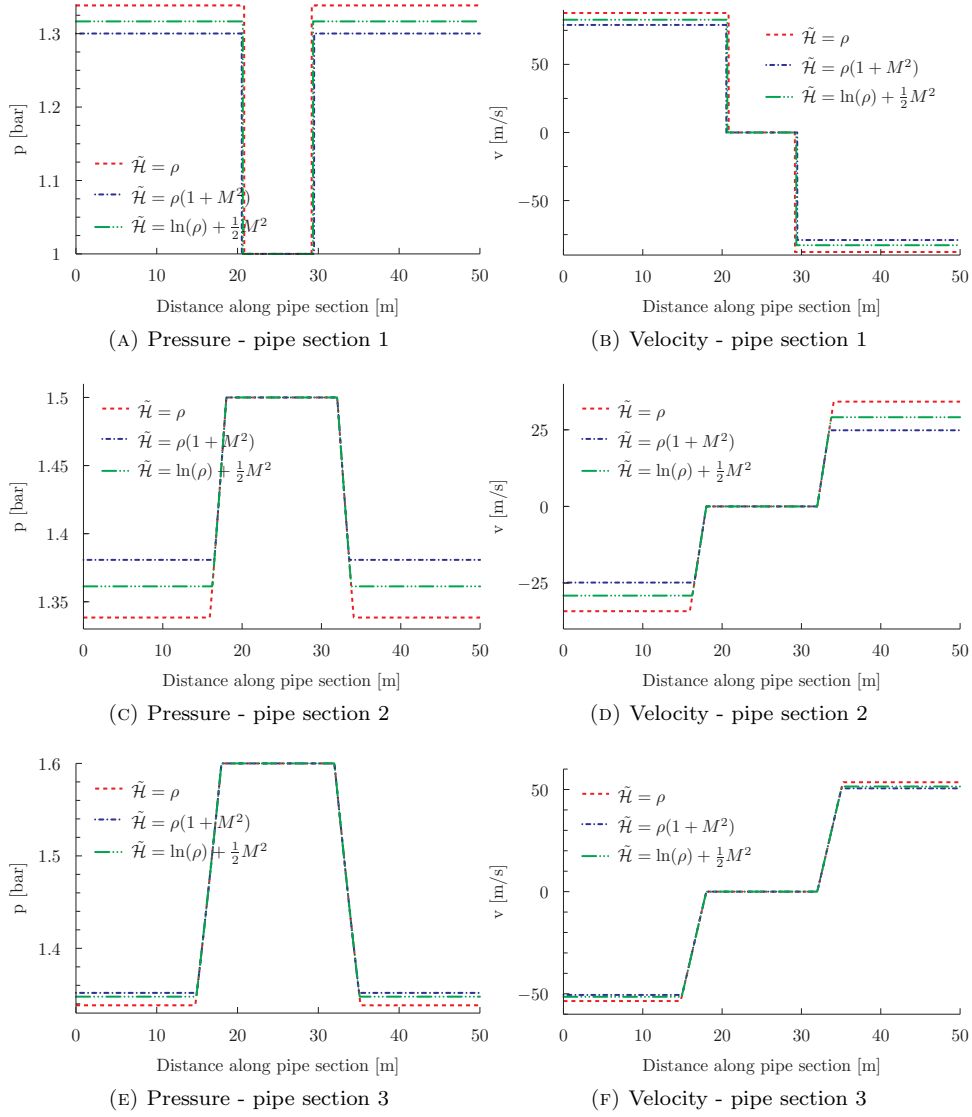 1.3
1.2
1.1
1
p [bar]
H̃ = ρ
H̃ = ρ(1 + M²)
H̃ = ln(ρ) + ½M²
0 10 20 30 40 50
Distance along pipe section [m]
(A) Pressure - pipe section 1
50
0
−50
v [m/s]
H̃ = ρ
H̃ = ρ(1 + M²)
H̃ = ln(ρ) + ½M²
0 10 20 30 40 50
Distance along pipe section [m]
(B) Velocity - pipe section 1
1.5
1.45
1.4
1.35
p [bar]
H̃ = ρ
H̃ = ρ(1 + M²)
H̃ = ln(ρ) + ½M²
0 10 20 30 40 50
Distance along pipe section [m]
(C) Pressure - pipe section 2
25
0
−25
v [m/s]
H̃ = ρ
H̃ = ρ(1 + M²)
H̃ = ln(ρ) + ½M²
0 10 20 30 40 50
Distance along pipe section [m]
(D) Velocity - pipe section 2
1.6
1.5
1.4
p [bar]
H̃ = ρ
H̃ = ρ(1 + M²)
H̃ = ln(ρ) + ½M²
0 10 20 30 40 50
Distance along pipe section [m]
(E) Pressure - pipe section 3
50
0
−50
v [m/s]
H̃ = ρ
H̃ = ρ(1 + M²)
H̃ = ln(ρ) + ½M²
0 10 20 30 40 50
Distance along pipe section [m]
(F) Velocity - pipe section 3